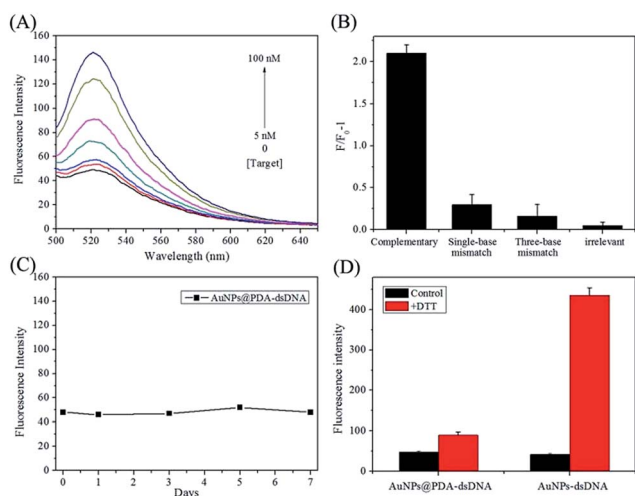 (A)
160
140
120
100
80
60
40
20
0
Fluorescence Intensity
100 nM
5 nM
0
[Target]
500 520 540 560 580 600 620 640
Wavelength (nm)
(B)
2.0
1.5
1.0
0.5
0.0
F/F0-1
Complementary
Single-base
mismatch
Three-base
mismatch
irrelevant
(C)
160
140
120
100
80
60
40
20
0
Fluorescence Intensity
AuNPs@PDA-dsDNA
0 1 2 3 4 5 6 7
Days
(D)
400
300
200
100
0
Fluorescence intensity
Control
+DTT
AuNPs@PDA-dsDNA
AuNPs-dsDNA